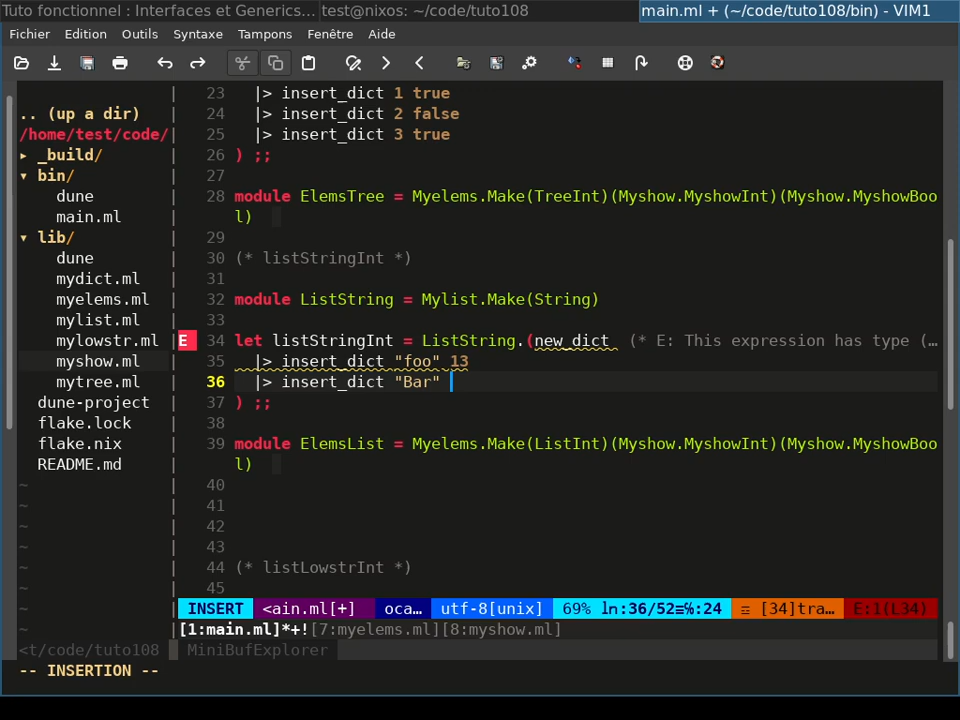 Tuto fonctionnel : Interfaces et Generics... test@nixos: ~/code/tuto108 main.ml + (~/code/tuto108/bin) - VIM1
Fichier Edition Outils Syntaxe Tampons Fenêtre Aide
23 |> insert_dict 1 true
.. (up a dir) 24 |> insert_dict 2 false
/home/test/code/ 25 |> insert_dict 3 true
▸ _build/ 26 ) ;;
▾ bin/ 27
dune 28 module ElemsTree = Myelems.Make(TreeInt)(Myshow.MyshowInt)(Myshow.MyshowBoo
main.ml l)
▾ lib/ 29
dune 30 (* listStringInt *)
mydict.ml 31
myelems.ml 32 module ListString = Mylist.Make(String)
mylist.ml 33
mylowstr.ml E 34 let listStringInt = ListString.(new_dict (* E: This expression has type (…
myshow.ml 35 |> insert_dict "foo" 13
mytree.ml 36 |> insert_dict "Bar"
dune-project 37 ) ;;
flake.lock 38
flake.nix 39 module ElemsList = Myelems.Make(ListInt)(Myshow.MyshowInt)(Myshow.MyshowBoo
README.md l)
~ 40
~ 41
~ 42
~ 43
~ 44 (* listLowstrInt *)
~ 45
~ INSERT <ain.ml[+] oca… utf-8[unix] 69% ln:36/52≡℅:24 ☲ [34]tra… E:1(L34)
~ [1:main.ml]*+![7:myelems.ml][8:myshow.ml]
<t/code/tuto108 MiniBufExplorer
-- INSERTION --